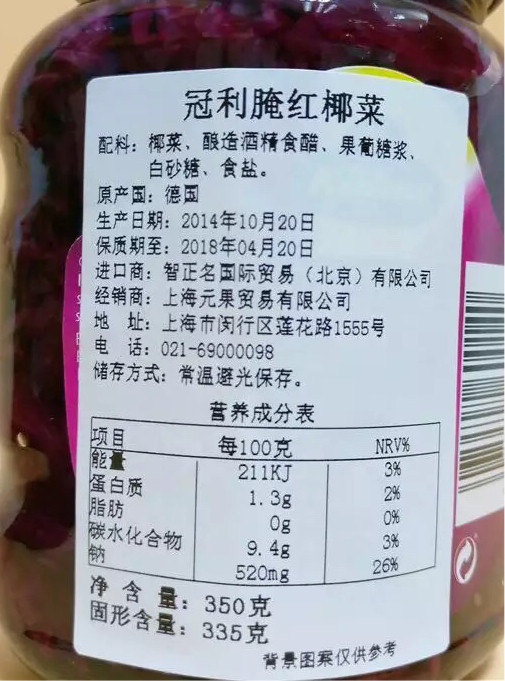 冠利腌红椰菜
配料：椰菜、酿造酒精食醋、果葡糖浆、
白砂糖、食盐。
原产国：德国
生产日期：2014年10月20日
保质期至：2018年04月20日
进口商：智正名国际贸易（北京）有限公司
经销商：上海元果贸易有限公司
地 址：上海市闵行区莲花路1555号
电 话：021-69000098
储存方式：常温避光保存。
营养成分表
项目 每100克 NRV%
能量 211KJ 3%
蛋白质 1.3g 2%
脂肪 0g 0%
碳水化合物 9.4g 3%
钠 520mg 26%
净 含 量：350克
固形含量：335克
背景图案仅供参考